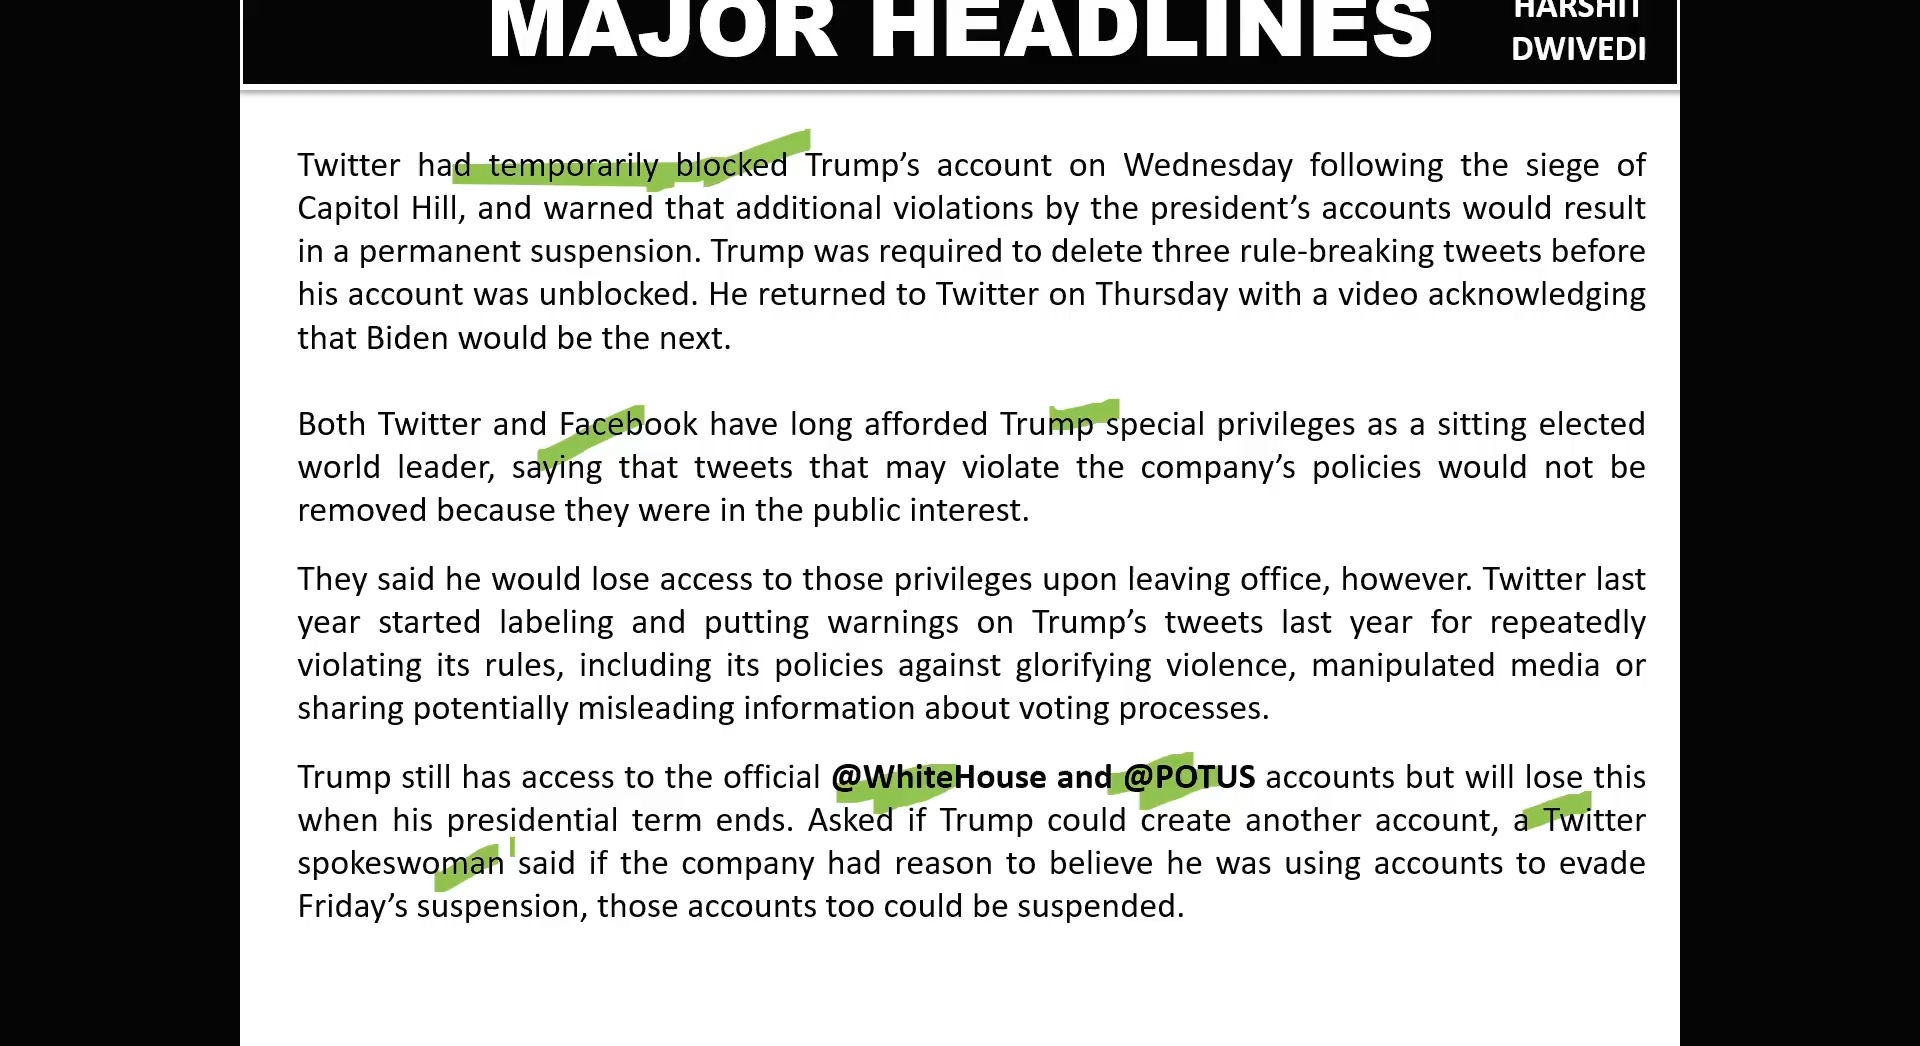 MAJOR HEADLINES
HARSHIT
DWIVEDI
Twitter had temporarily blocked Trump’s account on Wednesday following the siege of
Capitol Hill, and warned that additional violations by the president’s accounts would result
in a permanent suspension. Trump was required to delete three rule-breaking tweets before
his account was unblocked. He returned to Twitter on Thursday with a video acknowledging
that Biden would be the next.
Both Twitter and Facebook have long afforded Trump special privileges as a sitting elected
world leader, saying that tweets that may violate the company’s policies would not be
removed because they were in the public interest.
They said he would lose access to those privileges upon leaving office, however. Twitter last
year started labeling and putting warnings on Trump’s tweets last year for repeatedly
violating its rules, including its policies against glorifying violence, manipulated media or
sharing potentially misleading information about voting processes.
Trump still has access to the official @WhiteHouse and @POTUS accounts but will lose this
when his presidential term ends. Asked if Trump could create another account, a Twitter
spokeswoman said if the company had reason to believe he was using accounts to evade
Friday’s suspension, those accounts too could be suspended.